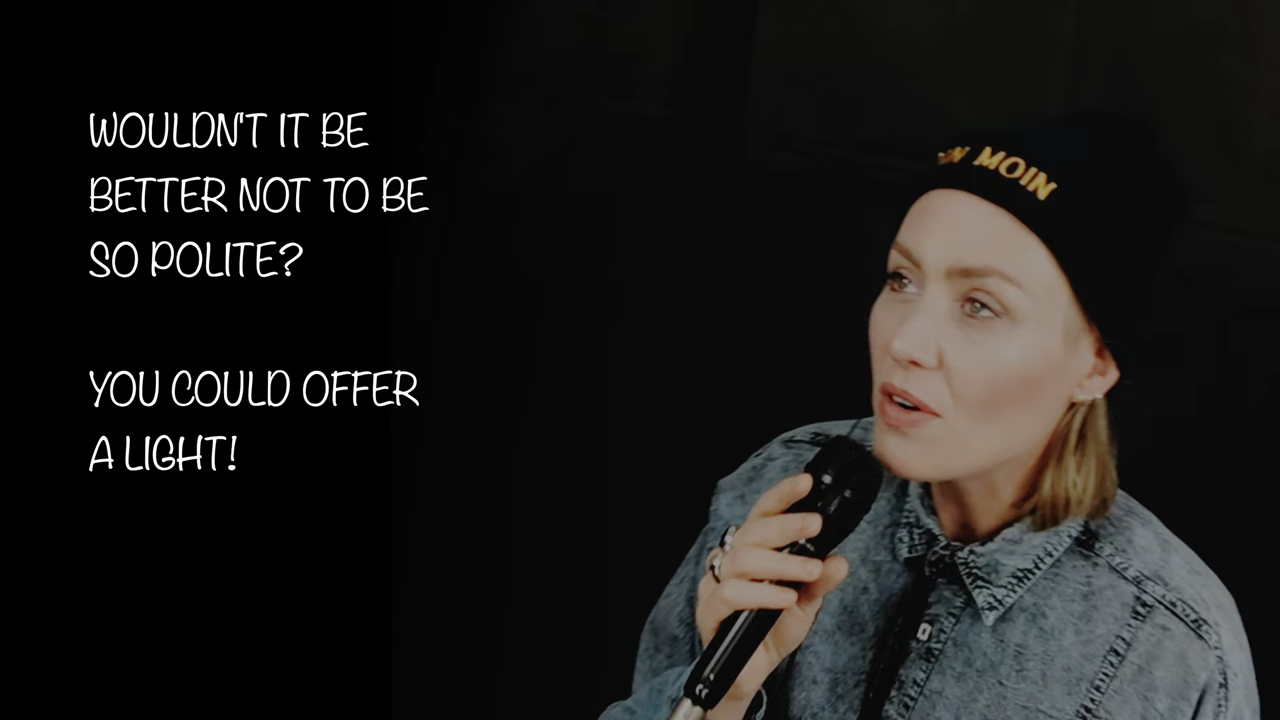 WOULDN'T IT BE
BETTER NOT TO BE
SO POLITE?
YOU COULD OFFER
A LIGHT!
MOIN